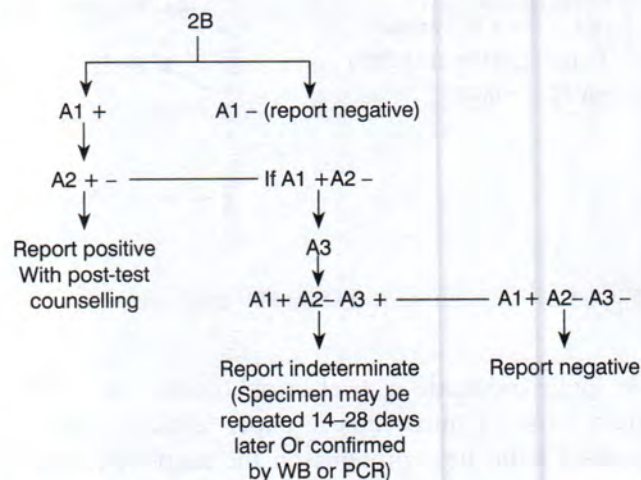 2B
A1 + A1 – (report negative)
A2 + – If A1 +A2 –
Report positive
With post-test
counselling
A3
A1+ A2– A3 + A1+ A2– A3 –
Report indeterminate
(Specimen may be
repeated 14–28 days
later Or confirmed
by WB or PCR)
Report negative